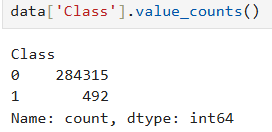 data['Class'].value_counts()
Class
0    284315
1       492
Name: count, dtype: int64